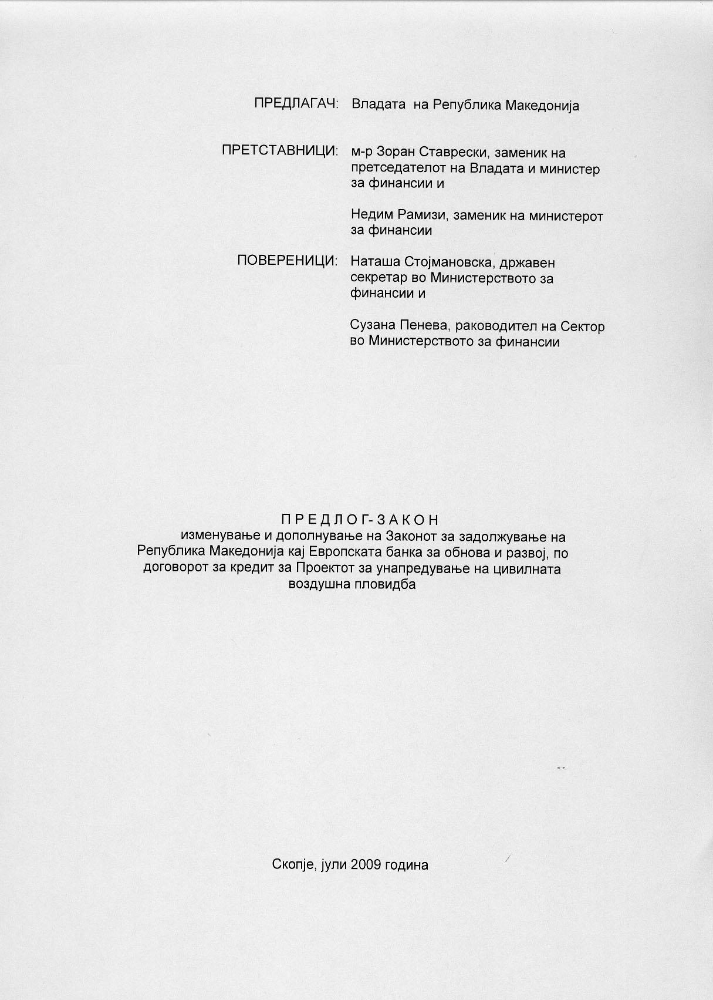 ПРЕДЛАГАЧ: Владата на Република Македонија
ПРЕТСТАВНИЦИ: м-р Зоран Ставрески, заменик на
претседателот на Владата и министер
за финансии и
Недим Рамизи, заменик на министерот
за финансии
ПОВЕРЕНИЦИ: Наташа Стојмановска, државен
секретар во Министерството за
финансии и
Сузана Пенева, раководител на Сектор
во Министерството за финансии
П Р Е Д Л О Г- З А К О Н
изменување и дополнување на Законот за задолжување на
Република Македонија кај Европската банка за обнова и развој, по
договорот за кредит за Проектот за унапредување на цивилната
воздушна пловидба
Скопје, јули 2009 година